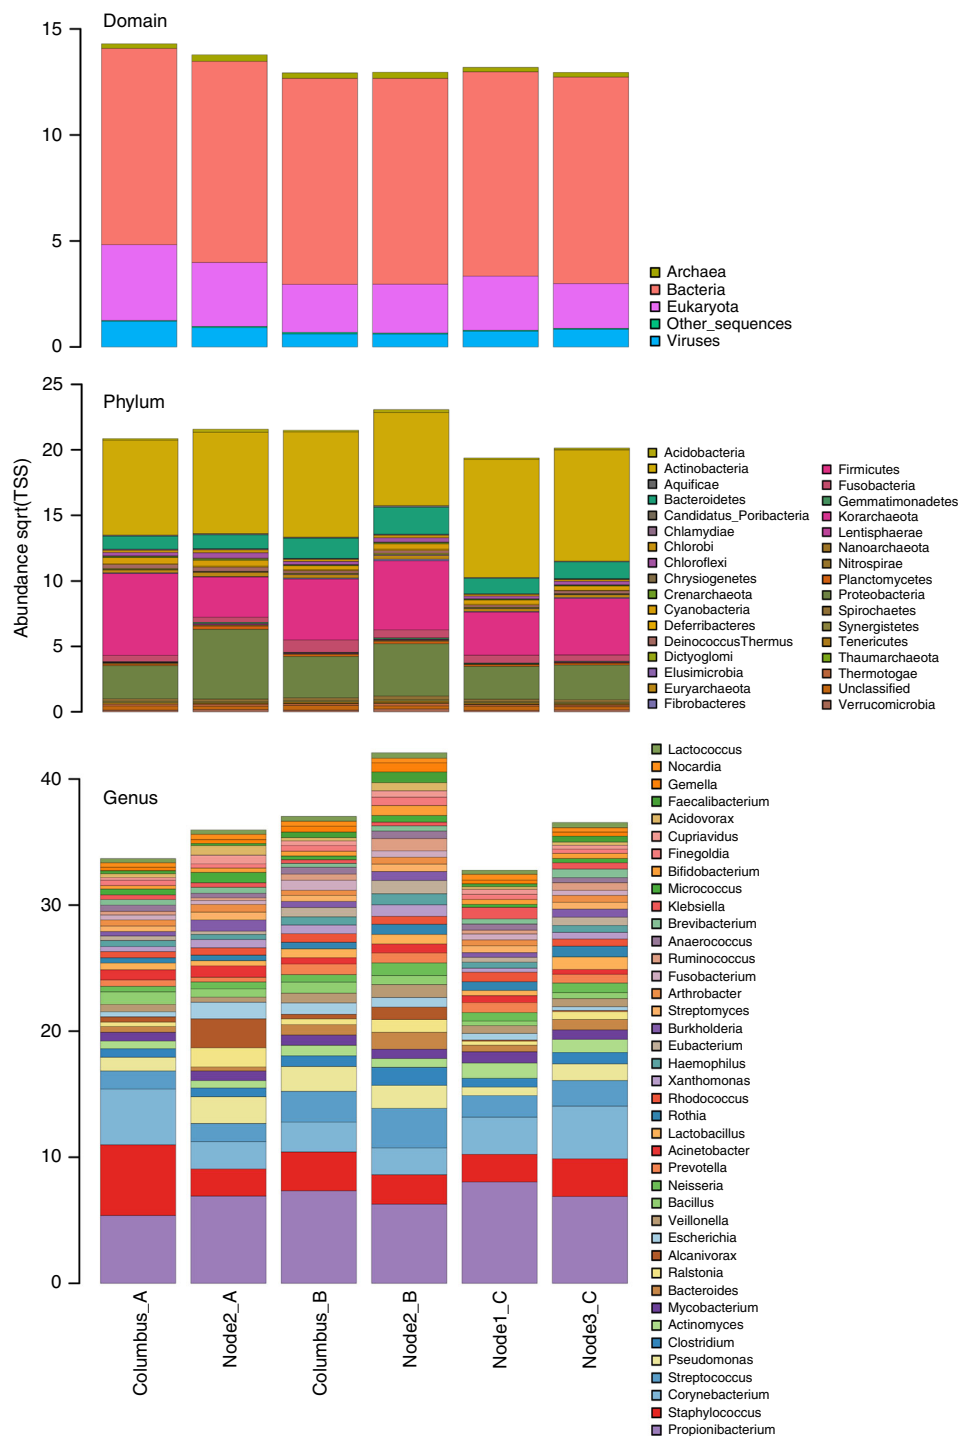 Domain
15
10
5
0
Archaea
Bacteria
Eukaryota
Other_sequences
Viruses
Abundance sqrt(TSS)
Phylum
25
20
15
10
5
0
Acidobacteria
Actinobacteria
Aquificae
Bacteroidetes
Candidatus_Poribacteria
Chlamydiae
Chlorobi
Chloroflexi
Chrysiogenetes
Crenarchaeota
Cyanobacteria
Deferribacteres
DeinococcusThermus
Dictyoglomi
Elusimicrobia
Euryarchaeota
Fibrobacteres
Firmicutes
Fusobacteria
Gemmatimonadetes
Korarchaeota
Lentisphaerae
Nanoarchaeota
Nitrospirae
Planctomycetes
Proteobacteria
Spirochaetes
Synergistetes
Tenericutes
Thaumarchaeota
Thermotogae
Unclassified
Verrucomicrobia
Genus
40
30
20
10
0
Columbus_A
Node2_A
Columbus_B
Node2_B
Node1_C
Node3_C
Lactococcus
Nocardia
Gemella
Faecalibacterium
Acidovorax
Cupriavidus
Finegoldia
Bifidobacterium
Micrococcus
Klebsiella
Brevibacterium
Anaerococcus
Ruminococcus
Fusobacterium
Arthrobacter
Streptomyces
Burkholderia
Eubacterium
Haemophilus
Xanthomonas
Rhodococcus
Rothia
Lactobacillus
Acinetobacter
Prevotella
Neisseria
Bacillus
Veillonella
Escherichia
Alcanivorax
Ralstonia
Bacteroides
Mycobacterium
Actinomyces
Clostridium
Pseudomonas
Streptococcus
Corynebacterium
Staphylococcus
Propionibacterium